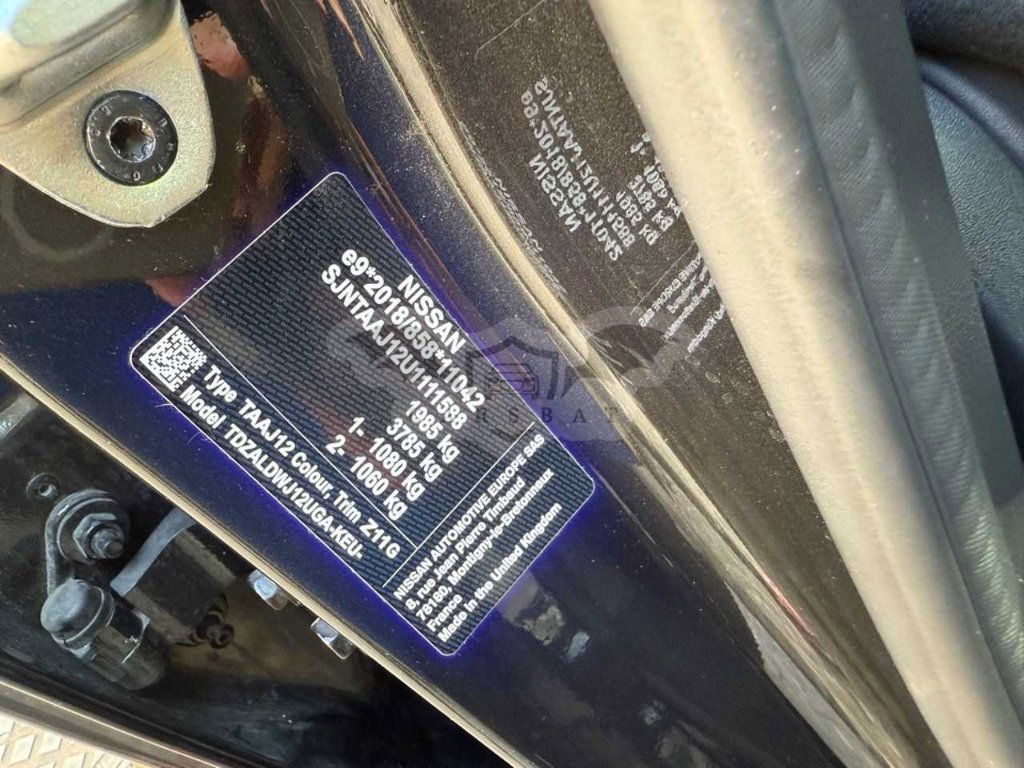 NISSAN
e9*2018/858*11042
SJNTAAJ12U1111588
1985 kg
3785 kg
1- 1080 kg
2- 1060 kg
Type TAAJ12 Colour, Trim Z11G
Model TDZALDWJ12UGA-KEU-
NISSAN AUTOMOTIVE EUROPE SAS
8, rue Jean Pierre Timbaud
78180, Montigny-le-Bretonneux
France
Made in the United Kingdom